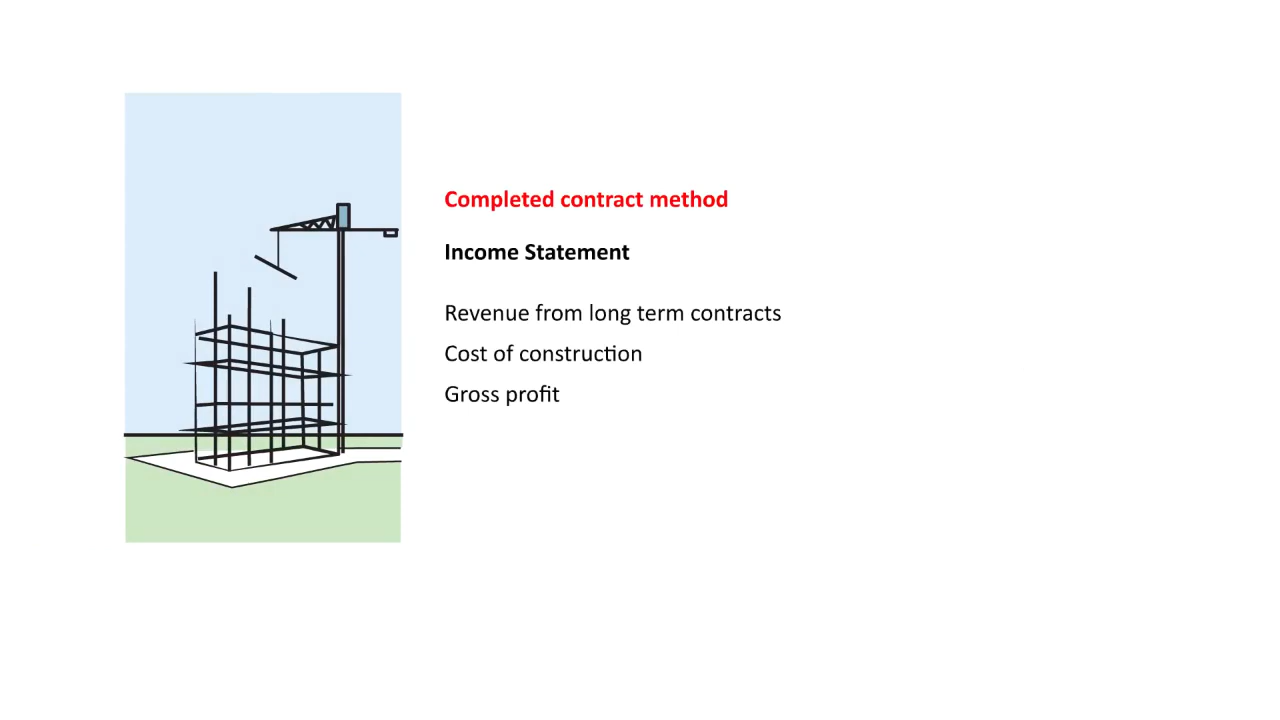 Completed contract method
Income Statement
Revenue from long term contracts
Cost of construction
Gross profit